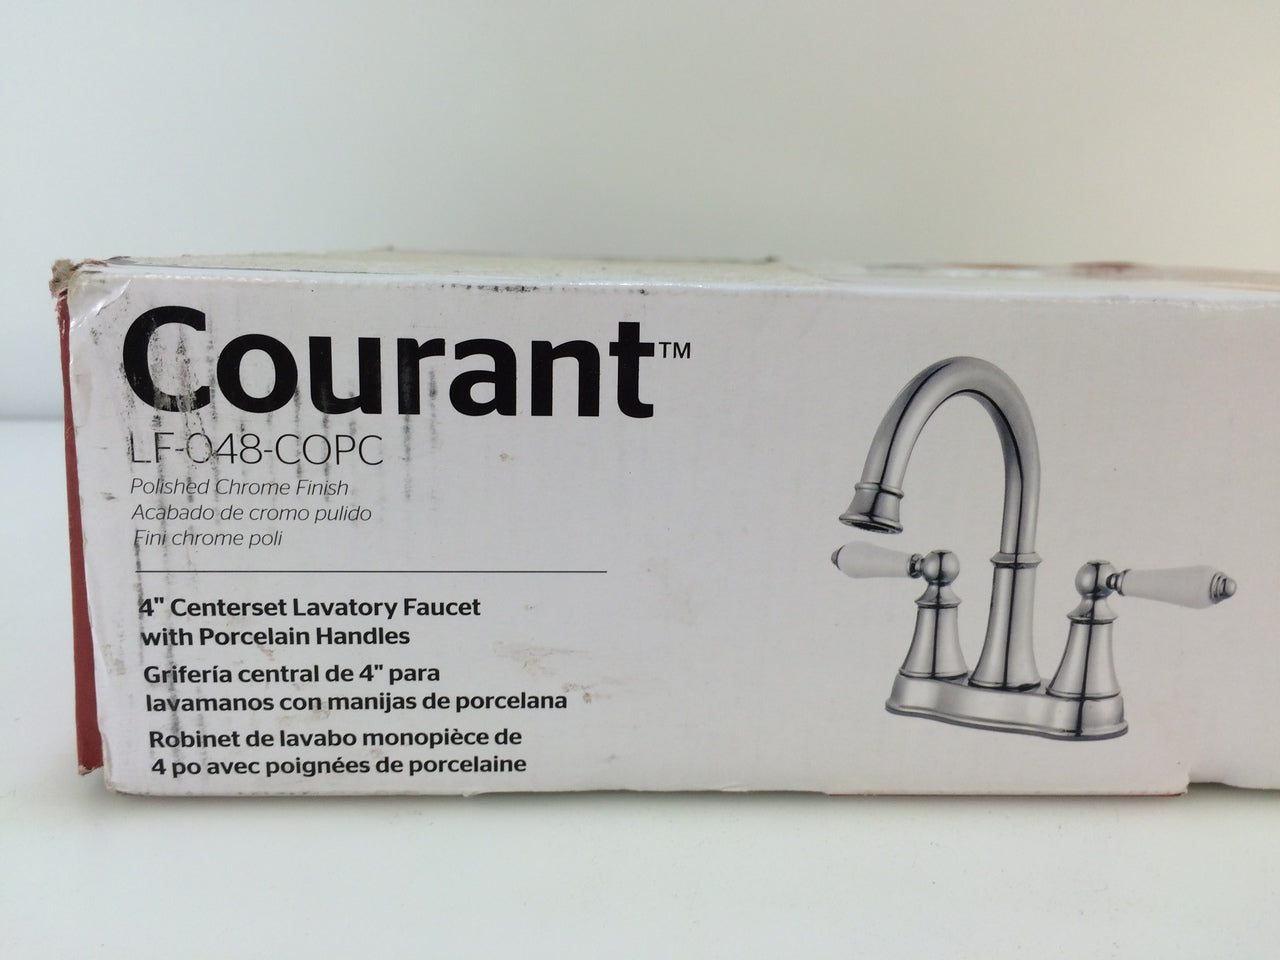 Courant™
LF-048-COPC
Polished Chrome Finish
Acabado de cromo pulido
Fini chrome poli
4" Centerset Lavatory Faucet
with Porcelain Handles
Grifería central de 4" para
lavamanos con manijas de porcelana
Robinet de lavabo monopièce de
4 po avec poignées de porcelaine